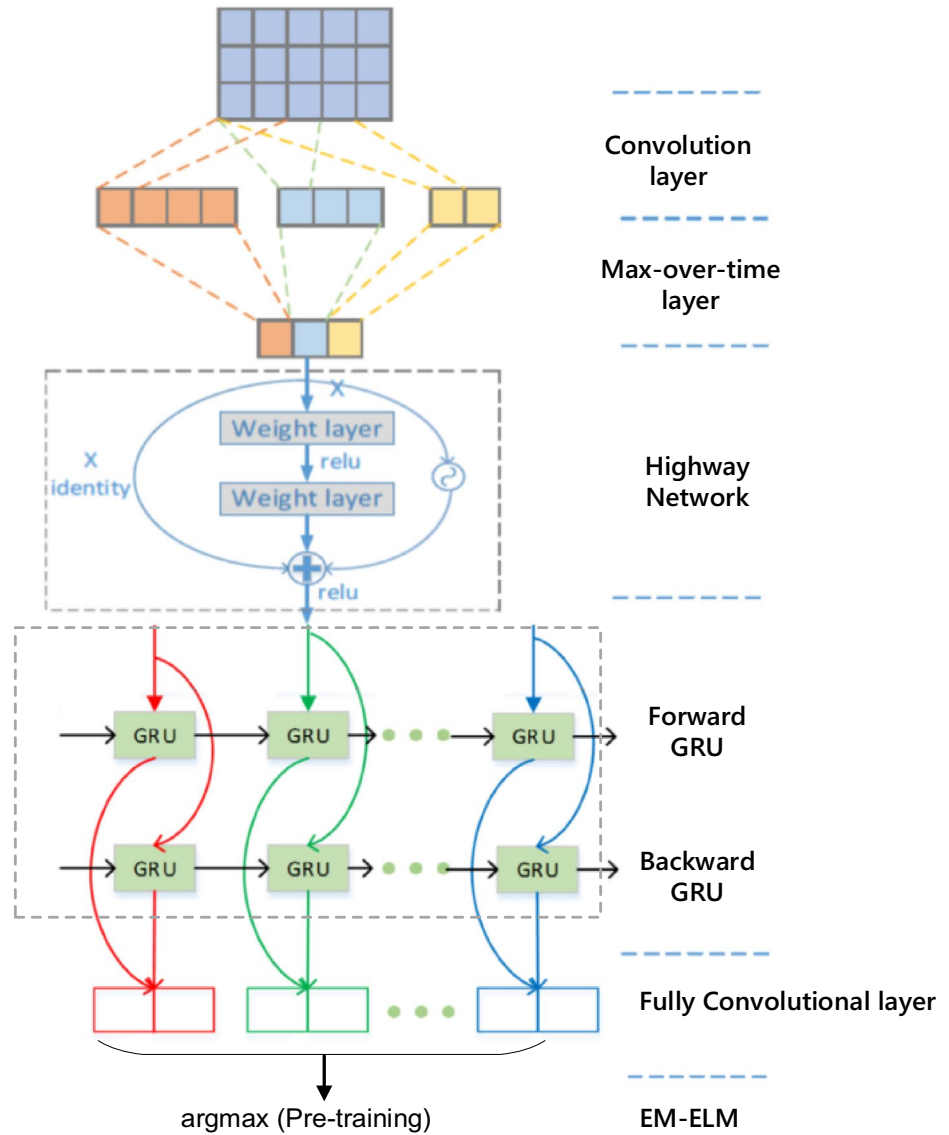 Convolution
layer
Max-over-time
layer
X
Weight layer
relu
X
identity
Weight layer
relu
Highway
Network
GRU
GRU
GRU
Forward
GRU
GRU
GRU
GRU
Backward
GRU
Fully Convolutional layer
argmax (Pre-training)
EM-ELM